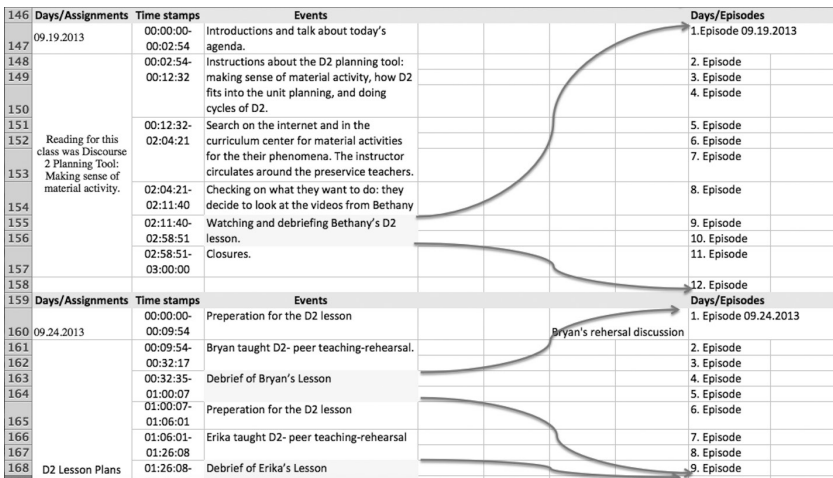 146 Days/Assignments Time stamps Events Days/Episodes
147 09.19.2013 00:00:00- Introductions and talk about today's 1.Episode 09.19.2013
00:02:54 agenda.
148 00:02:54- Instructions about the D2 planning tool: 2. Episode
149 00:12:32 making sense of material activity, how D2 3. Episode
150 fits into the unit planning, and doing 4. Episode
cycles of D2.
151 00:12:32- Search on the internet and in the 5. Episode
152 Reading for this 02:04:21 curriculum center for material activities 6. Episode
153 class was Discourse for the their phenomena. The instructor 7. Episode
2 Planning Tool: circulates around the preservice teachers.
Making sense of
material activity.
154 02:04:21- Checking on what they want to do: they 8. Episode
02:11:40 decide to look at the videos from Bethany
155 02:11:40- Watching and debriefing Bethany's D2 9. Episode
156 02:58:51 lesson. 10. Episode
157 02:58:51- Closures. 11. Episode
03:00:00
158 12. Episode
159 Days/Assignments Time stamps Events Days/Episodes
160 09.24.2013 00:00:00- Preperation for the D2 lesson 1. Episode 09.24.2013
00:09:54 Bryan's rehersal discussion
161 00:09:54- Bryan taught D2- peer teaching-rehearsal. 2. Episode
162 00:32:17 3. Episode
163 00:32:35- Debrief of Bryan's Lesson 4. Episode
164 01:00:07 5. Episode
165 01:00:07- Preperation for the D2 lesson 6. Episode
01:06:01
166 01:06:01- Erika taught D2- peer teaching-rehearsal 7. Episode
167 01:26:08 8. Episode
168 D2 Lesson Plans 01:26:08- Debrief of Erika's Lesson 9. Episode